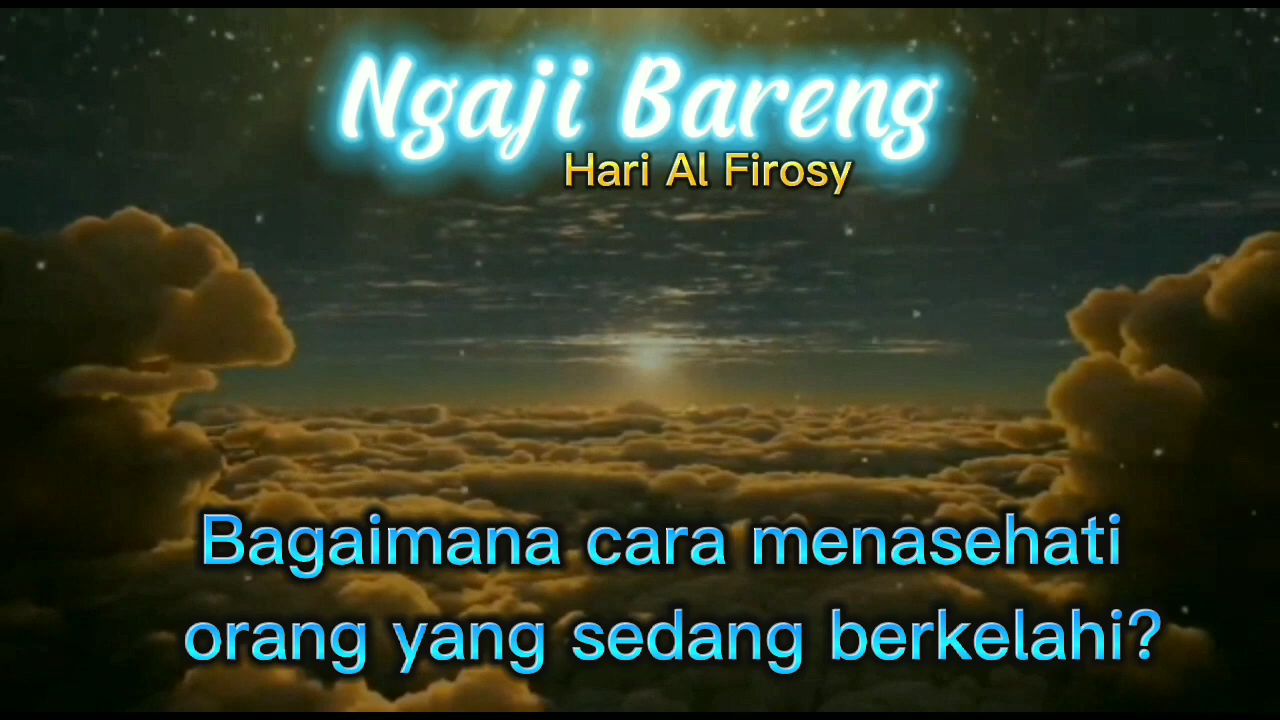 Ngaji Bareng
Hari Al Firosy
Bagaimana cara menasehati
orang yang sedang berkelahi?